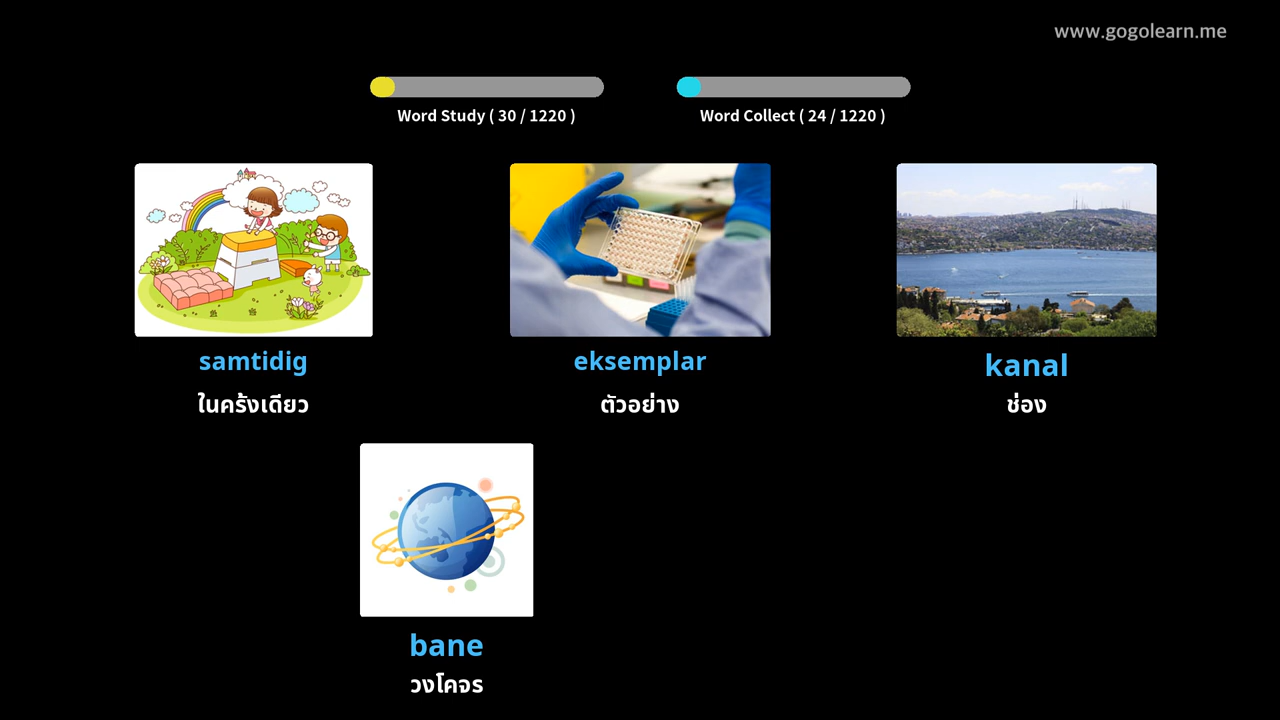 www.gogolearn.me
Word Study ( 30 / 1220 )
Word Collect ( 24 / 1220 )
samtidig
ในครั้งเดียว
eksemplar
ตัวอย่าง
kanal
ช่อง
bane
วงโคจร